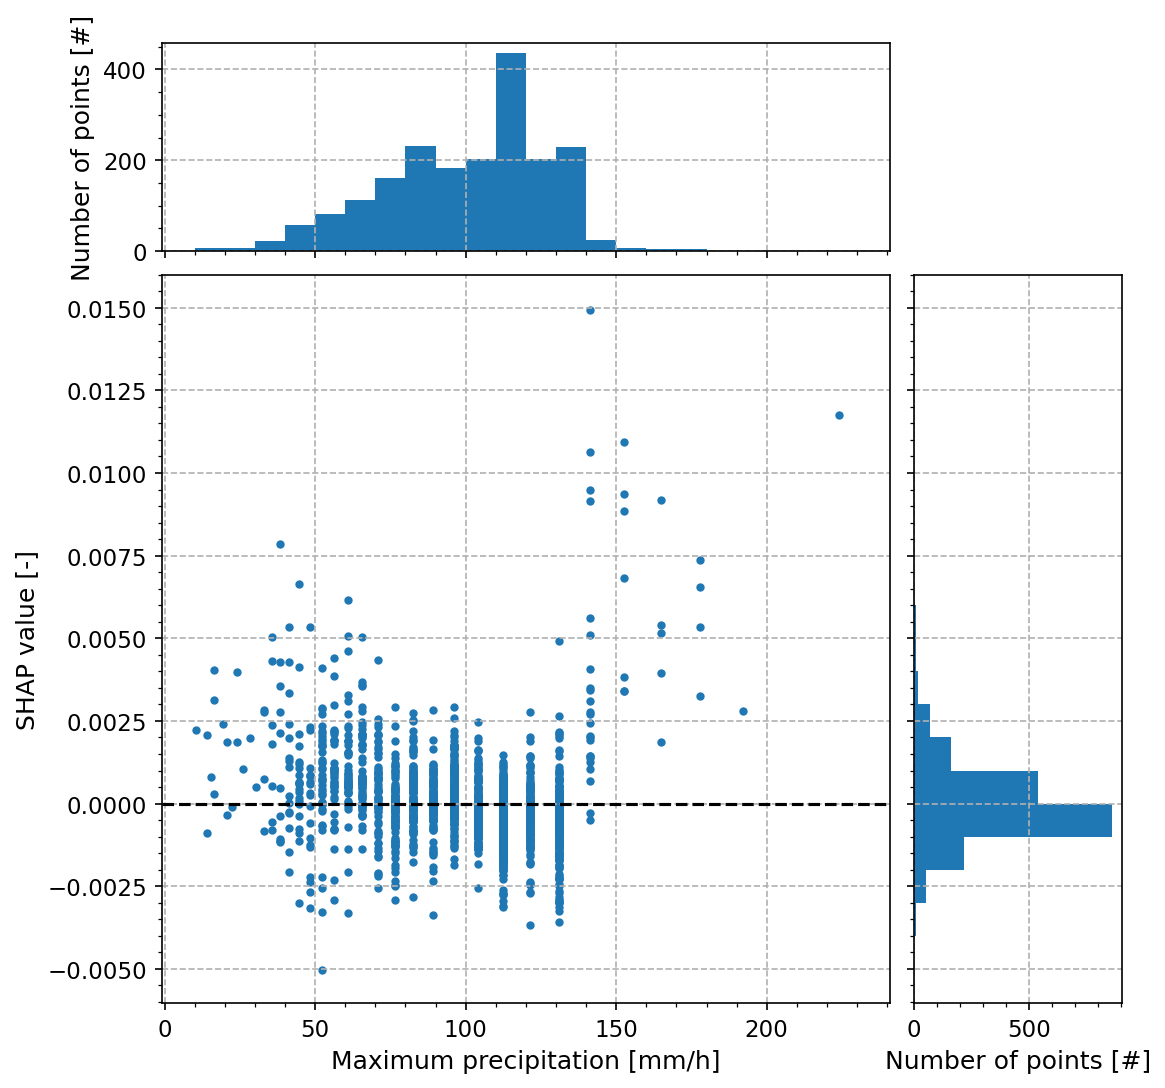 Number of points [#]
400
200
0
SHAP value [-]
0.0150
0.0125
0.0100
0.0075
0.0050
0.0025
0.0000
−0.0025
−0.0050
0 50 100 150 200
Maximum precipitation [mm/h]
0 500
Number of points [#]